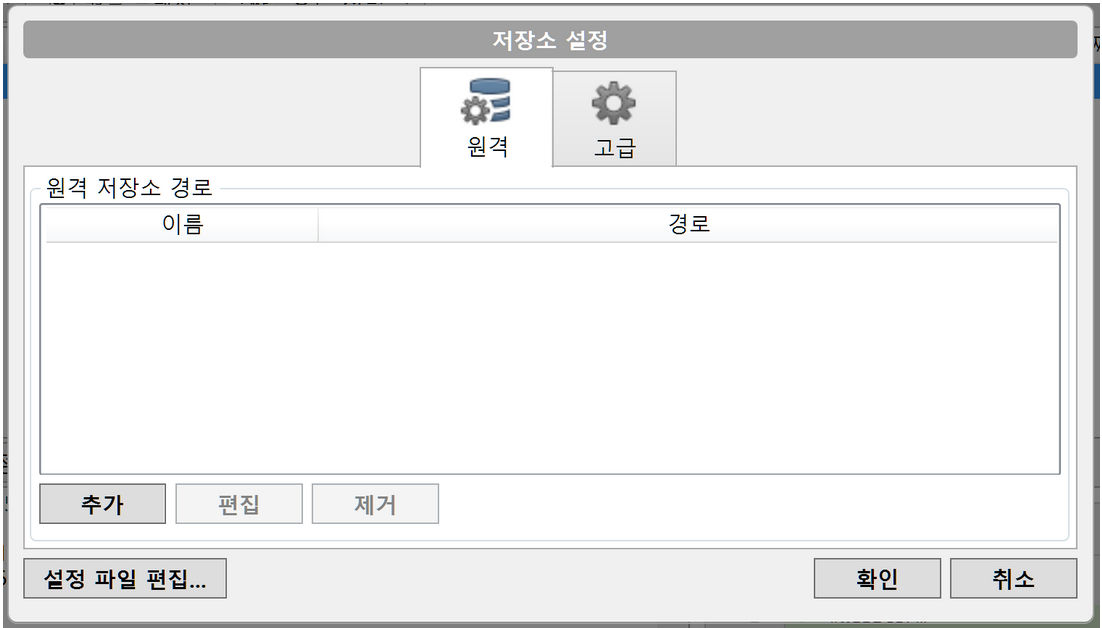 저장소 설정
원격
고급
원격 저장소 경로
이름 경로
추가 편집 제거
설정 파일 편집... 확인 취소